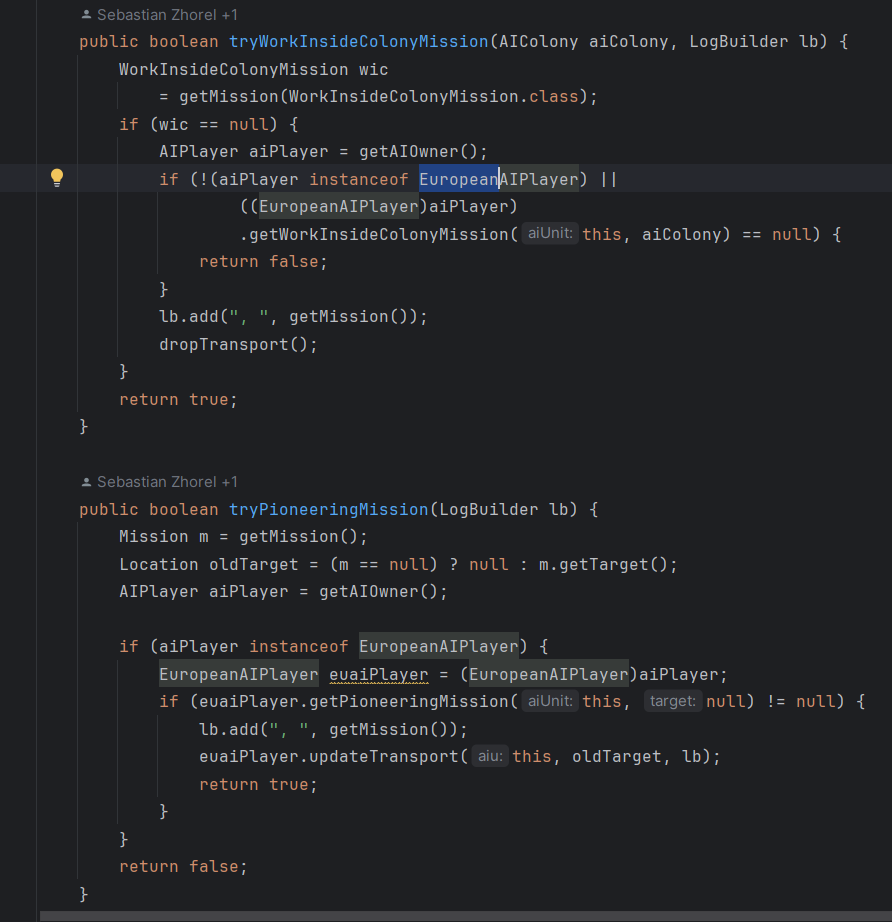 Sebastian Zhorel +1
public boolean tryWorkInsideColonyMission(AIColony aiColony, LogBuilder lb) {
    WorkInsideColonyMission wic
        = getMission(WorkInsideColonyMission.class);
    if (wic == null) {
        AIPlayer aiPlayer = getAIOwner();
        if (!(aiPlayer instanceof EuropeanAIPlayer) ||
                ((EuropeanAIPlayer)aiPlayer)
                .getWorkInsideColonyMission( aiUnit: this, aiColony) == null) {
            return false;
        }
        lb.add(", ", getMission());
        dropTransport();
    }
    return true;
}
Sebastian Zhorel +1
public boolean tryPioneeringMission(LogBuilder lb) {
    Mission m = getMission();
    Location oldTarget = (m == null) ? null : m.getTarget();
    AIPlayer aiPlayer = getAIOwner();
    if (aiPlayer instanceof EuropeanAIPlayer) {
        EuropeanAIPlayer euaiPlayer = (EuropeanAIPlayer)aiPlayer;
        if (euaiPlayer.getPioneeringMission( aiUnit: this, target: null) != null) {
            lb.add(", ", getMission());
            euaiPlayer.updateTransport( aiu: this, oldTarget, lb);
            return true;
        }
    }
    return false;
}